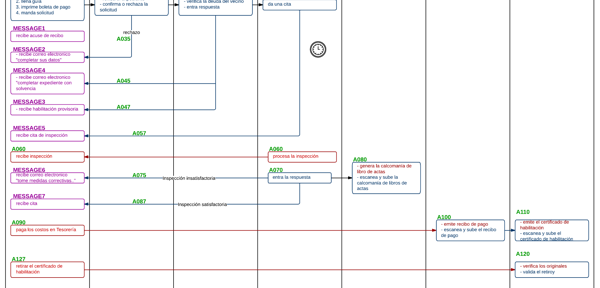 2. llena guía
3. imprime boleta de pago
4. manda solicitud
- confirma o rechaza la
solicitud
- verifica la deuda del vecino
- entra respuesta
da una cita
MESSAGE1
recibe acuse de recibo
rechazo
A035
MESSAGE2
- recibe correo electronico
"completar sus datos"
MESSAGE4
- recibe correo electronico
"completar expediente con
solvencia
A045
MESSAGE3
- recibe habilitación provisoria
A047
MESSAGE5
recibe cita de inspección
A057
A060
recibe inspección
A060
procesa la inspección
MESSAGE6
recibe correo electronico
"tome medidas correctivas.."
A075
Inspección insatisfactoria
A070
entra la respuesta
A080
- genera la calcomania de
libro de actas
- escanea y sube la
calcomania de libros de
actas
MESSAGE7
recibe cita
A087
Inspección satisfactoria
A090
paga los costos en Tesorería
A100
- emite recibo de pago
- escanea y sube el recibo
de pago
A110
- emite el certificado de
habilitación
- escanea y sube el
certificado de habilitación
A127
retirar el certificado de
habilitación
A120
- verifica los originales
- valida el retiroy